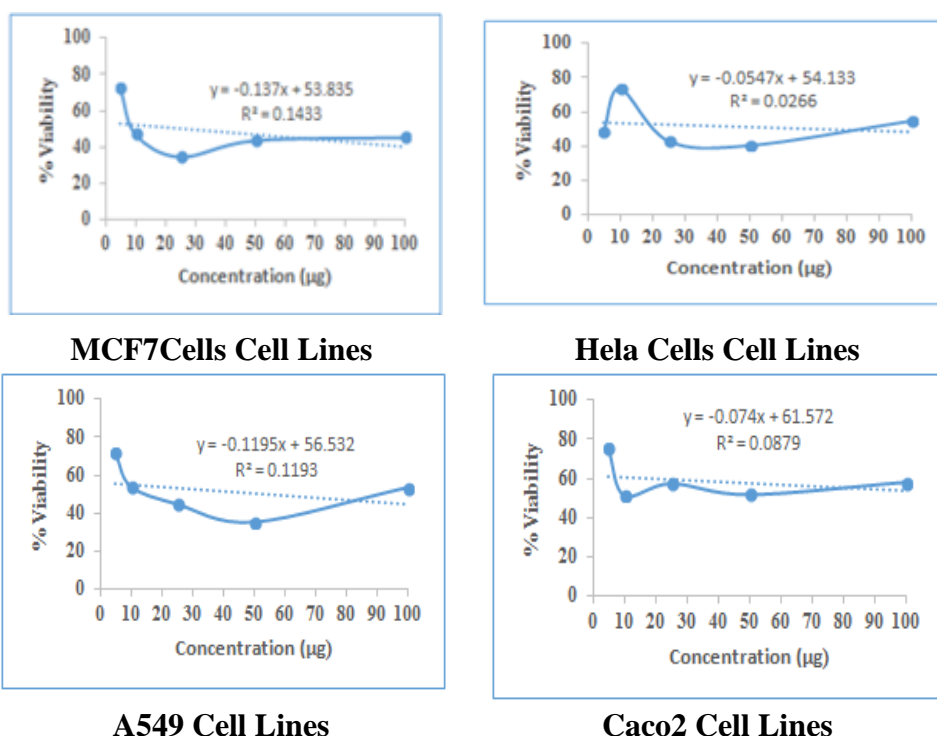 100
80
60
40
20
0
% Viability
y = -0.137x + 53.835
R² = 0.1433
0 10 20 30 40 50 60 70 80 90 100
Concentration (µg)
MCF7Cells Cell Lines
100
80
60
40
20
0
% Viability
y = -0.0547x + 54.133
R² = 0.0266
0 10 20 30 40 50 60 70 80 90 100
Concentration (µg)
Hela Cells Cell Lines
100
80
60
40
20
0
% Viability
y = -0.1195x + 56.532
R² = 0.1193
0 10 20 30 40 50 60 70 80 90 100
Concentration (µg)
A549 Cell Lines
100
80
60
40
20
0
% Viability
y = -0.074x + 61.572
R² = 0.0879
0 10 20 30 40 50 60 70 80 90 100
Concentration (µg)
Caco2 Cell Lines